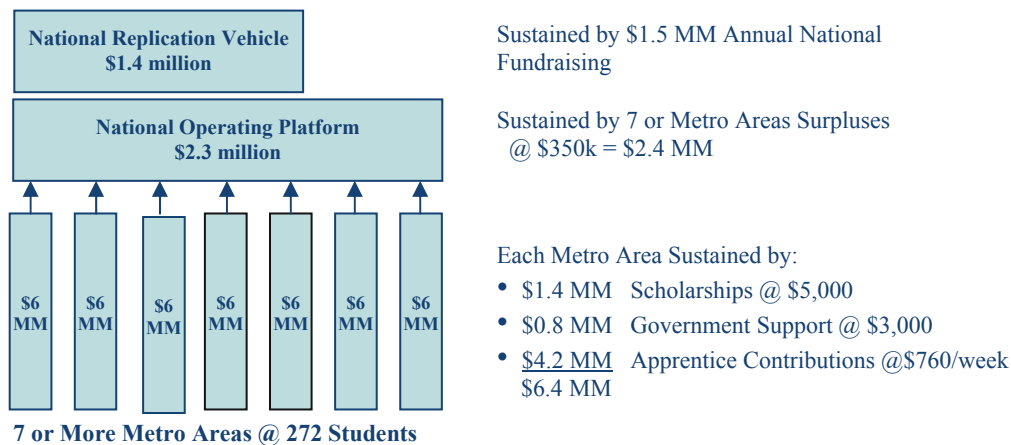 National Replication Vehicle
$1.4 million
Sustained by $1.5 MM Annual National
Fundraising
National Operating Platform
$2.3 million
Sustained by 7 or Metro Areas Surpluses
@ $350k = $2.4 MM
$6
MM
$6
MM
$6
MM
$6
MM
$6
MM
$6
MM
$6
MM
Each Metro Area Sustained by:
• $1.4 MM Scholarships @ $5,000
• $0.8 MM Government Support @ $3,000
• $4.2 MM Apprentice Contributions @$760/week
$6.4 MM
7 or More Metro Areas @ 272 Students